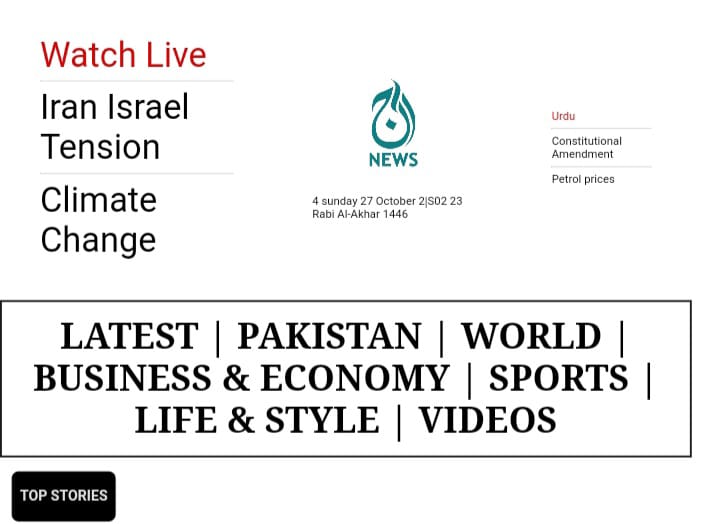 Watch Live
Iran Israel
Tension
Climate
Change
NEWS
4 sunday 27 October 2|S02 23
Rabi Al-Akhar 1446
Urdu
Constitutional
Amendment
Petrol prices
LATEST | PAKISTAN | WORLD |
BUSINESS & ECONOMY | SPORTS |
LIFE & STYLE | VIDEOS
TOP STORIES